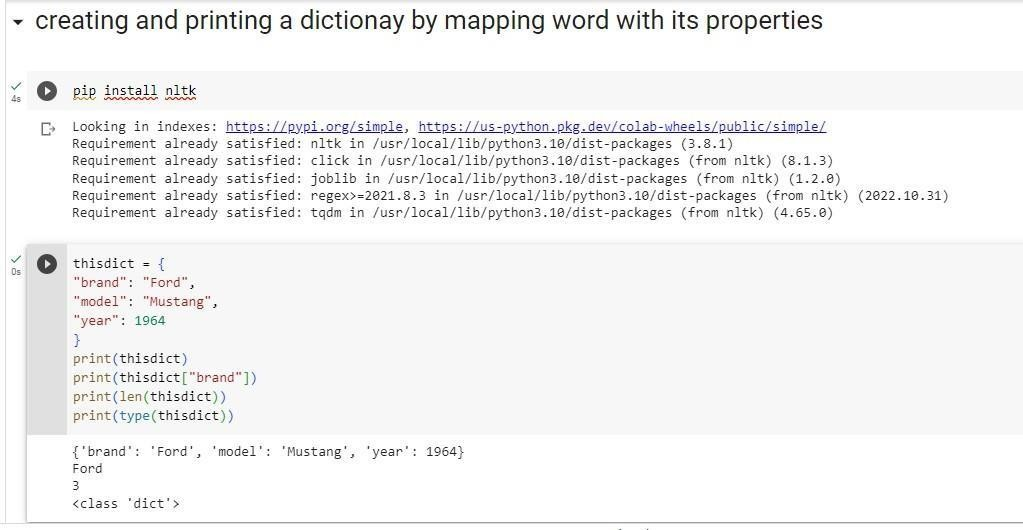 creating and printing a dictionay by mapping word with its properties
4s
pip install nltk
Looking in indexes: https://pypi.org/simple, https://us-python.pkg.dev/colab-wheels/public/simple/
Requirement already satisfied: nltk in /usr/local/lib/python3.10/dist-packages (3.8.1)
Requirement already satisfied: click in /usr/local/lib/python3.10/dist-packages (from nltk) (8.1.3)
Requirement already satisfied: joblib in /usr/local/lib/python3.10/dist-packages (from nltk) (1.2.0)
Requirement already satisfied: regex>=2021.8.3 in /usr/local/lib/python3.10/dist-packages (from nltk) (2022.10.31)
Requirement already satisfied: tqdm in /usr/local/lib/python3.10/dist-packages (from nltk) (4.65.0)
0s
thisdict = {
"brand": "Ford",
"model": "Mustang",
"year": 1964
}
print(thisdict)
print(thisdict["brand"])
print(len(thisdict))
print(type(thisdict))
{'brand': 'Ford', 'model': 'Mustang', 'year': 1964}
Ford
3
<class 'dict'>